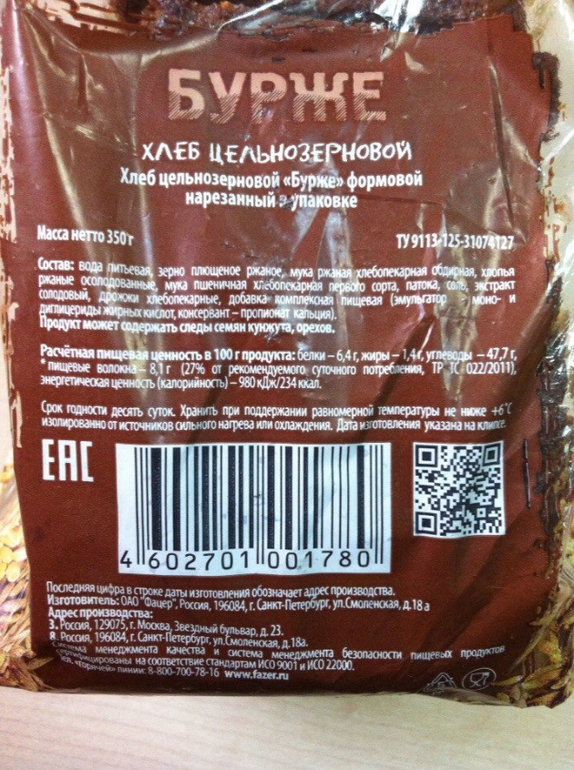 БУРЖЕ
ХЛЕБ ЦЕЛЬНОЗЕРНОВОЙ
Хлеб цельнозерновой «Бурже» формовой
нарезанный в упаковке
Масса нетто 350 г
ТУ 9113-125-31074127
Состав: вода питьевая, зерно плющеное ржаное, мука ржаная хлебопекарная обдирная, хлопья
ржаные осолодованные, мука пшеничная хлебопекарная первого сорта, патока, соль, экстракт
солодовый, дрожжи хлебопекарные, добавка комплексная пищевая (эмульгатор моно- и
диглицериды жирных кислот, консервант – пропионат кальция).
Продукт может содержать следы семян кунжута, орехов.
Расчётная пищевая ценность в 100 г продукта: белки – 6,4 г, жиры – 1,4 г, углеводы – 47,7 г,
*пищевые волокна – 8,1 г (27% от рекомендуемого суточного потребления, ТР ТС 022/2011),
энергетическая ценность (калорийность) – 980 кДж/234 ккал.
Срок годности десять суток. Хранить при поддержании равномерной температуры не ниже +6°С
изолированно от источников сильного нагрева или охлаждения. Дата изготовления указана на клипсе.
ЕАС
4 602701 001780
Последняя цифра в строке даты изготовления обозначает адрес производства.
Изготовитель: ОАО "Фацер", Россия, 196084, г. Санкт-Петербург, ул.Смоленская, д.18 а
Адрес производства:
3. Россия, 129075, г. Москва, Звездный бульвар, д. 23.
8. Россия, 196084, г. Санкт-Петербург, ул.Смоленская, д.18а.
Система менеджмента качества и система менеджмента безопасности пищевых продуктов
сертифицированы на соответствие стандартам ИСО 9001 и ИСО 22000.
«Горячей» линии: 8-800-700-78-16 www.fazer.ru